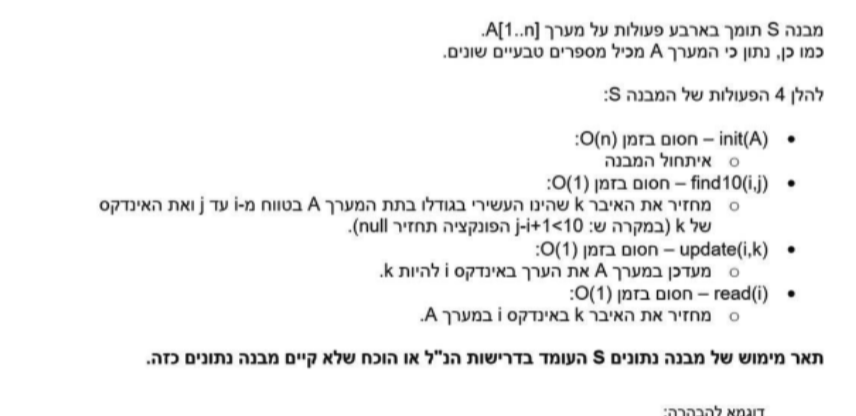 מבנה S תומך בארבע פעולות על מערך A[1..n].
כמו כן, נתון כי המערך A מכיל מספרים טבעיים שונים.
להלן 4 הפעולות של המבנה S:
• init(A) – חסום בזמן O(n):
○ איתחול המבנה
• find10(i,j) – חסום בזמן O(1):
○ מחזיר את האיבר k שהינו העשירי בגודלו בתת המערך A בטווח מ-i עד j ואת האינדקס
של k (במקרה ש: j-i+1<10 הפונקציה תחזיר null).
• update(i,k) – חסום בזמן O(1):
○ מעדכן במערך A את הערך באינדקס i להיות k.
• read(i) – חסום בזמן O(1):
○ מחזיר את האיבר k באינדקס i במערך A.
תאר מימוש של מבנה נתונים S העומד בדרישות הנ"ל או הוכח שלא קיים מבנה נתונים כזה.
דוגמא להבהרה: